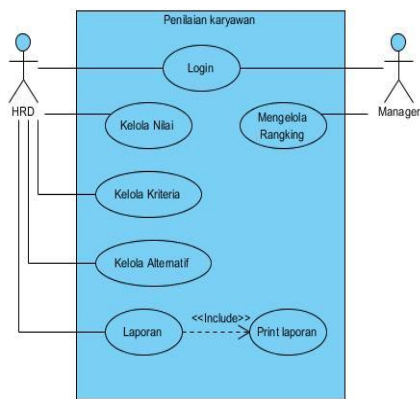 Penilaian karyawan
Login
HRD
Manager
Kelola Nilai
Mengelola
Rangking
Kelola Kriteria
Kelola Alternatif
<<Include>>
Laporan
Print laporan